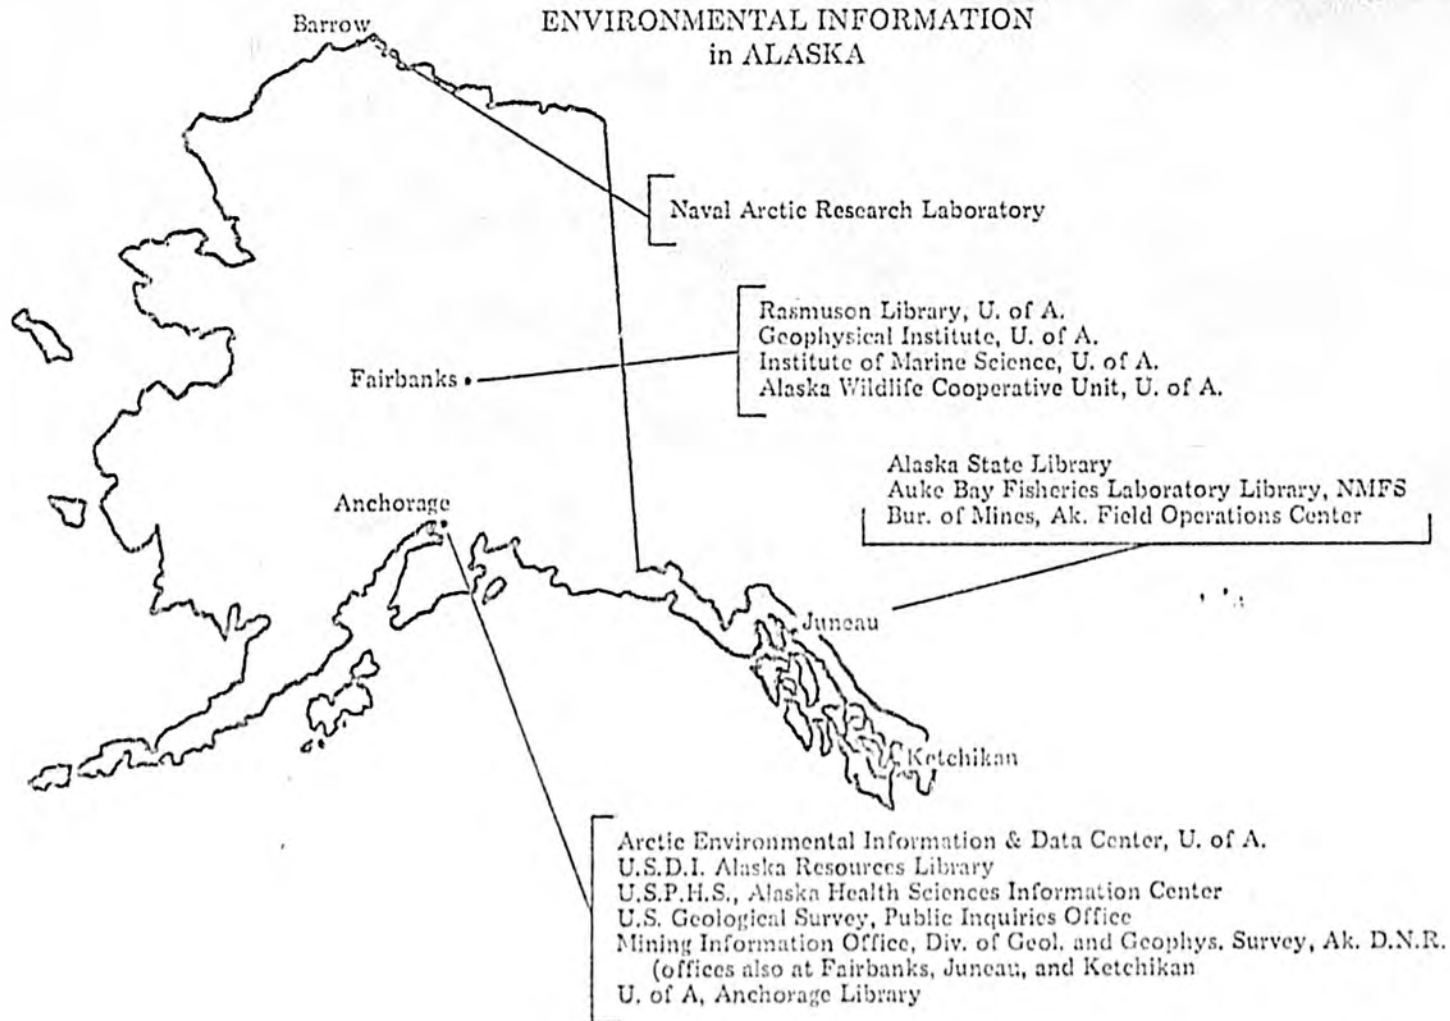 ENVIRONMENTAL INFORMATION
in ALASKA
Barrow
Naval Arctic Research Laboratory
Rasmuson Library, U. of A.
Geophysical Institute, U. of A.
Institute of Marine Science, U. of A.
Alaska Wildlife Cooperative Unit, U. of A.
Fairbanks
Alaska State Library
Auke Bay Fisheries Laboratory Library, NMFS
Bur. of Mines, Ak. Field Operations Center
Anchorage
Juneau
Ketchikan
Arctic Environmental Information & Data Center, U. of A.
U.S.D.I. Alaska Resources Library
U.S.P.H.S., Alaska Health Sciences Information Center
U.S. Geological Survey, Public Inquiries Office
Mining Information Office, Div. of Geol. and Geophys. Survey, Ak. D.N.R.
(offices also at Fairbanks, Juneau, and Ketchikan
U. of A, Anchorage Library